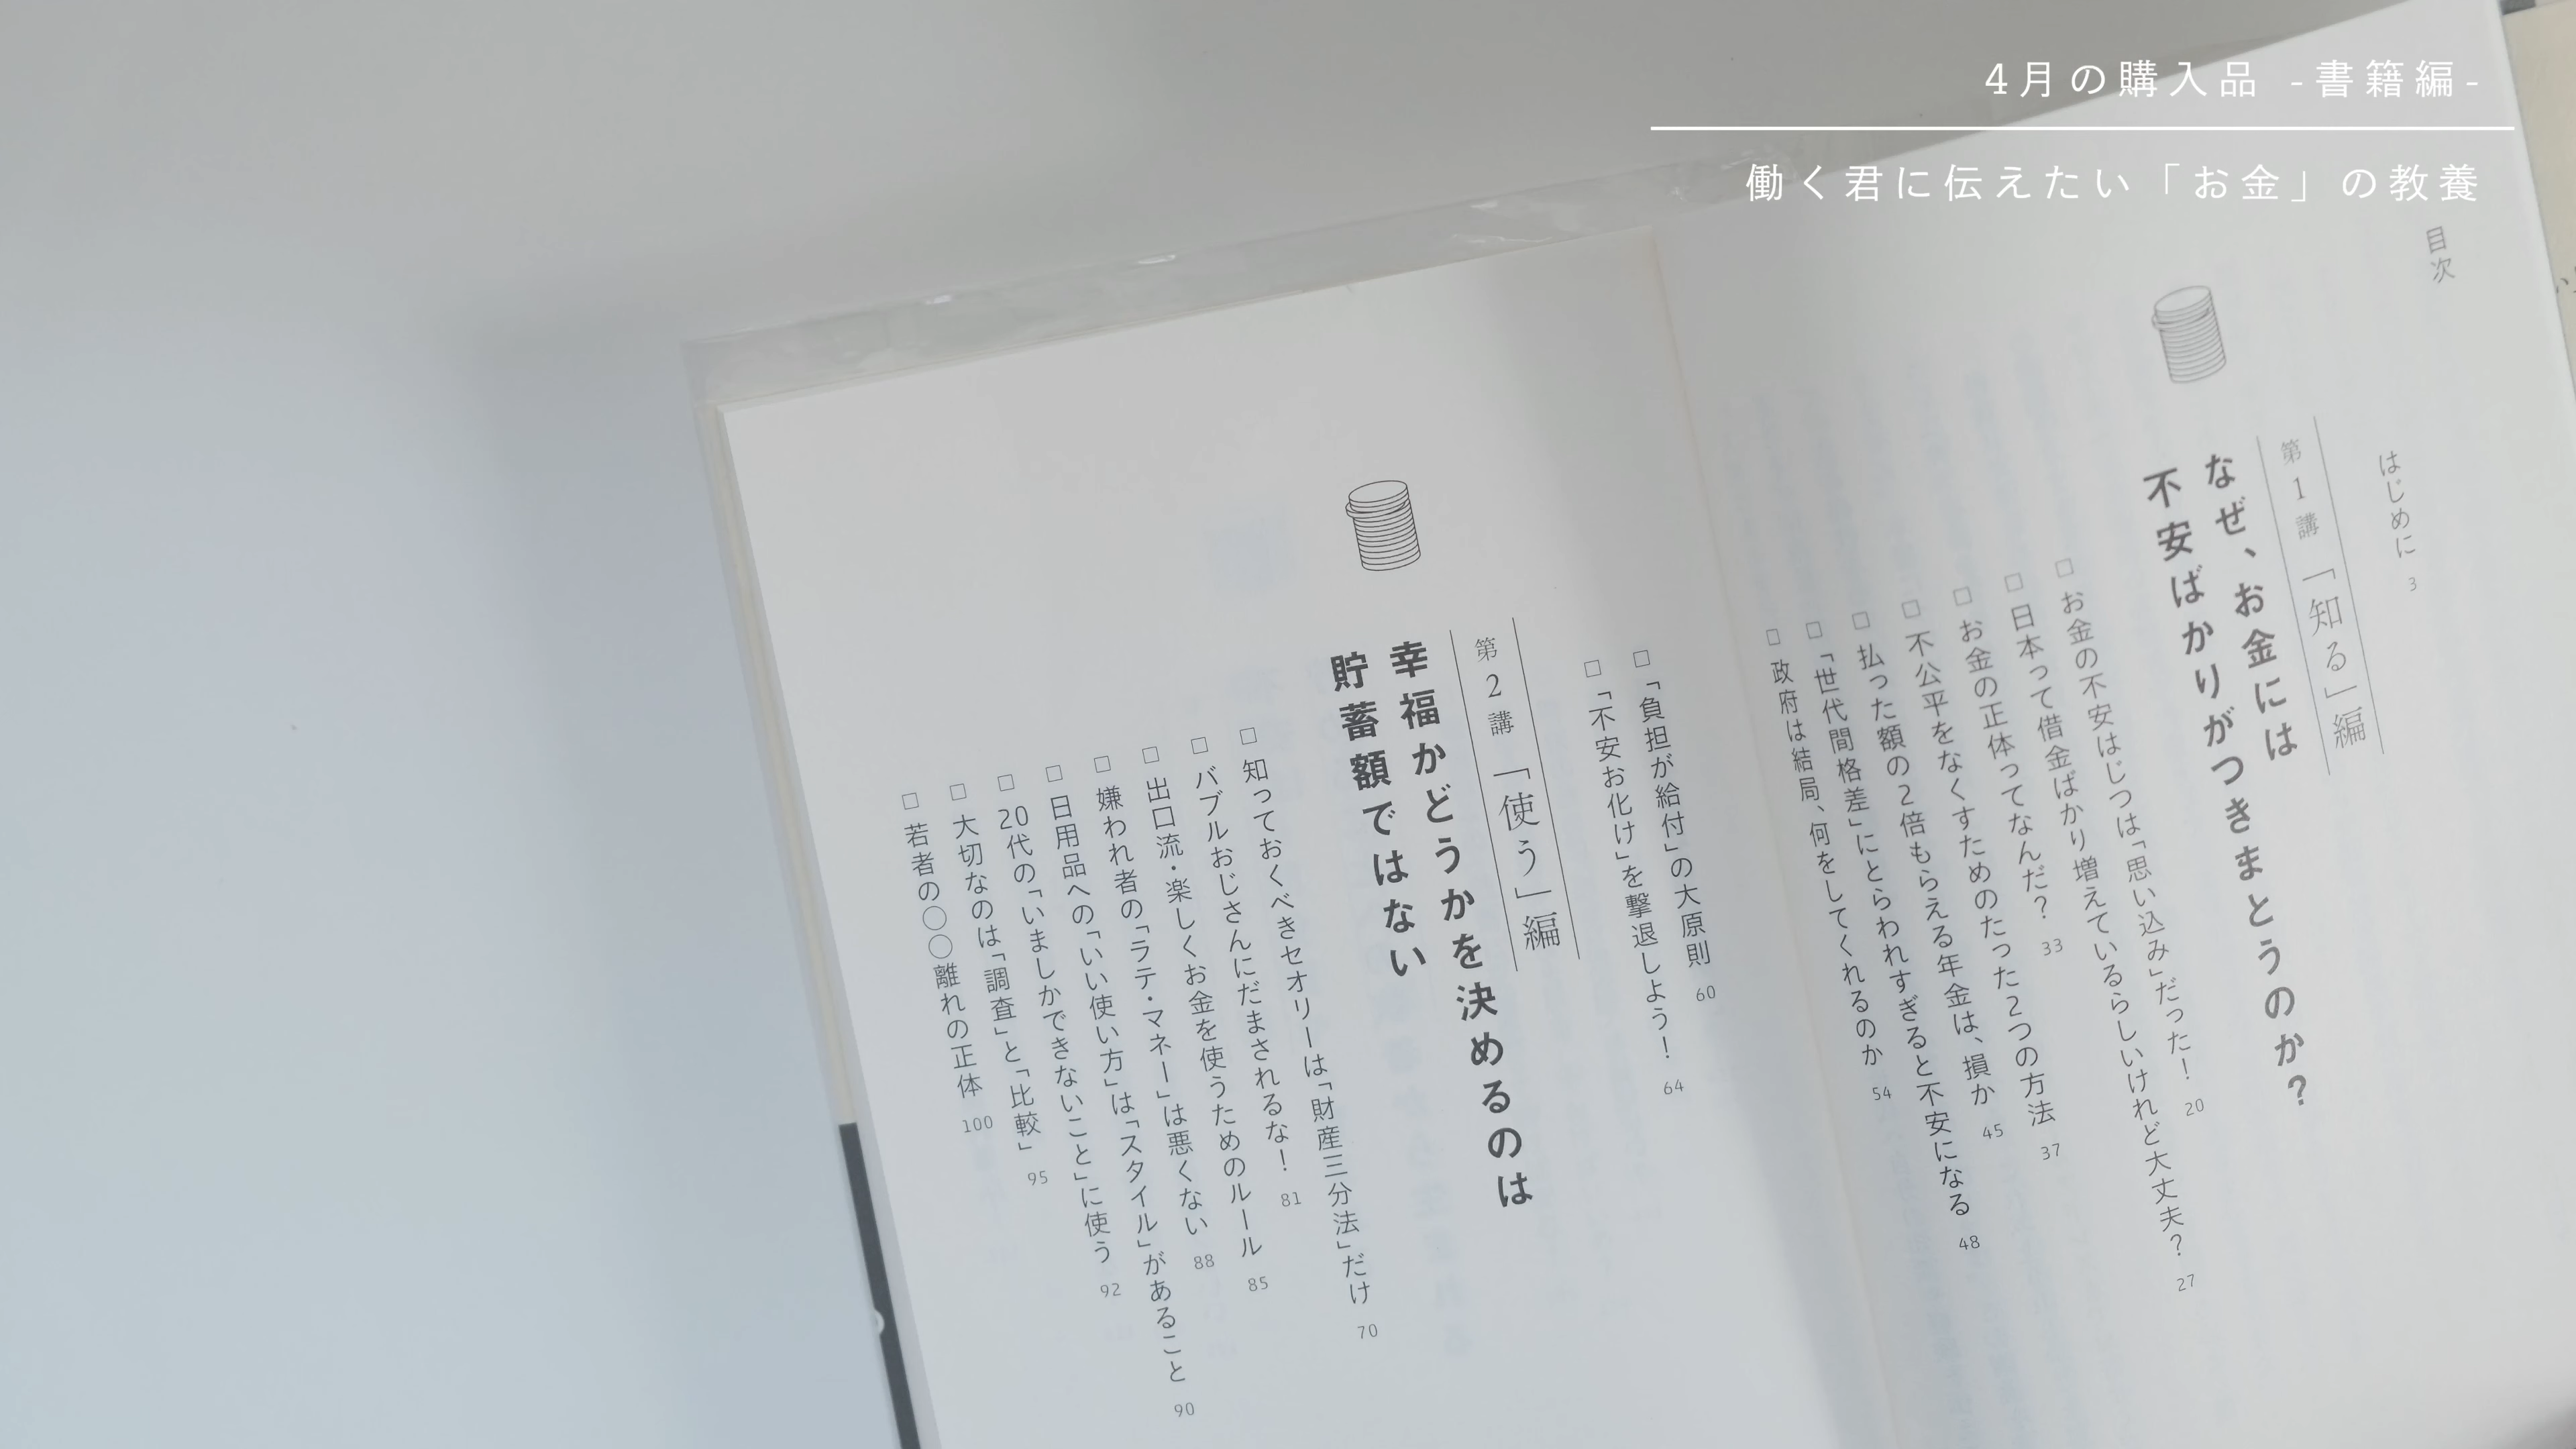 4月の購入品 -書籍編-
働く君に伝えたい「お金」の教養
目次
はじめに 3
第1講 「知る」編
なぜ、お金には
不安ばかりがつきまとうのか?
□ お金の不安はじつは「思い込み」だった! 20
□ 日本って借金ばかり増えているらしいけれど大丈夫? 27
□ お金の正体ってなんだ? 33
□ 不公平をなくすためのたった2つの方法 37
□ 払った額の2倍もらえる年金は、損か 45
□ 「世代間格差」にとらわれすぎると不安になる 48
□ 政府は結局、何をしてくれるのか 54
□ 「負担が給付」の大原則 60
□ 「不安お化け」を撃退しよう! 64
第2講 「使う」編
幸福かどうかを決めるのは
貯蓄額ではない
□ 知っておくべきセオリーは「財産三分法」だけ 70
□ バブルおじさんにだまされるな! 81
□ 出口流・楽しくお金を使うためのルール 85
□ 嫌われ者の「ラテ・マネー」は悪くない 88
□ 日用品への「いい使い方」は「スタイル」があること 90
□ 20代の「いましかできないこと」に使う 92
□ 大切なのは「調査」と「比較」 95
□ 若者の〇〇離れの正体 100